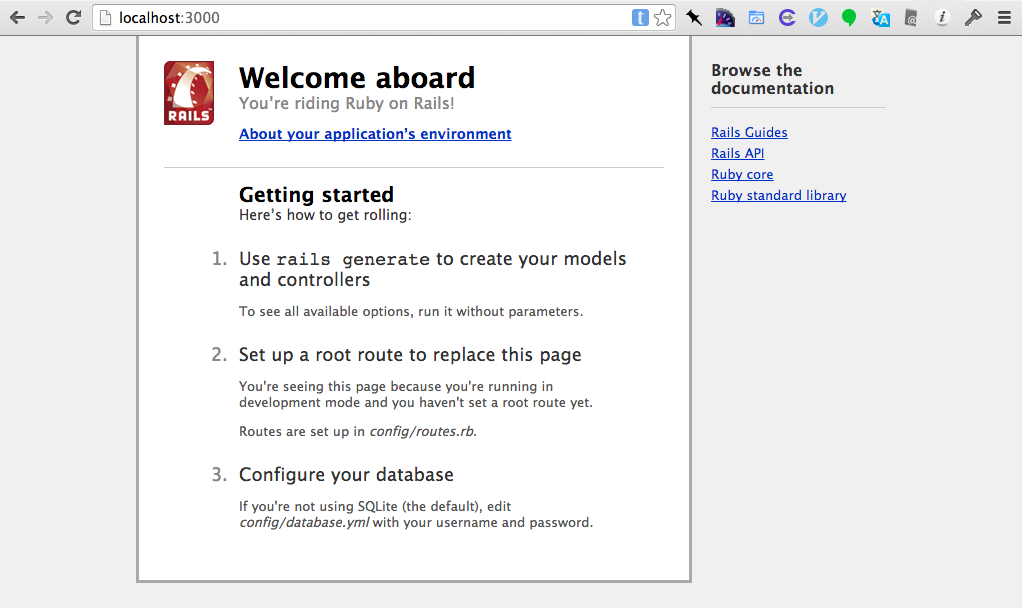 localhost:3000
RAILS
Welcome aboard
You’re riding Ruby on Rails!
About your application’s environment
Getting started
Here’s how to get rolling:
1. Use rails generate to create your models
and controllers
To see all available options, run it without parameters.
2. Set up a root route to replace this page
You're seeing this page because you're running in
development mode and you haven't set a root route yet.
Routes are set up in config/routes.rb.
3. Configure your database
If you're not using SQLite (the default), edit
config/database.yml with your username and password.
Browse the
documentation
Rails Guides
Rails API
Ruby core
Ruby standard library